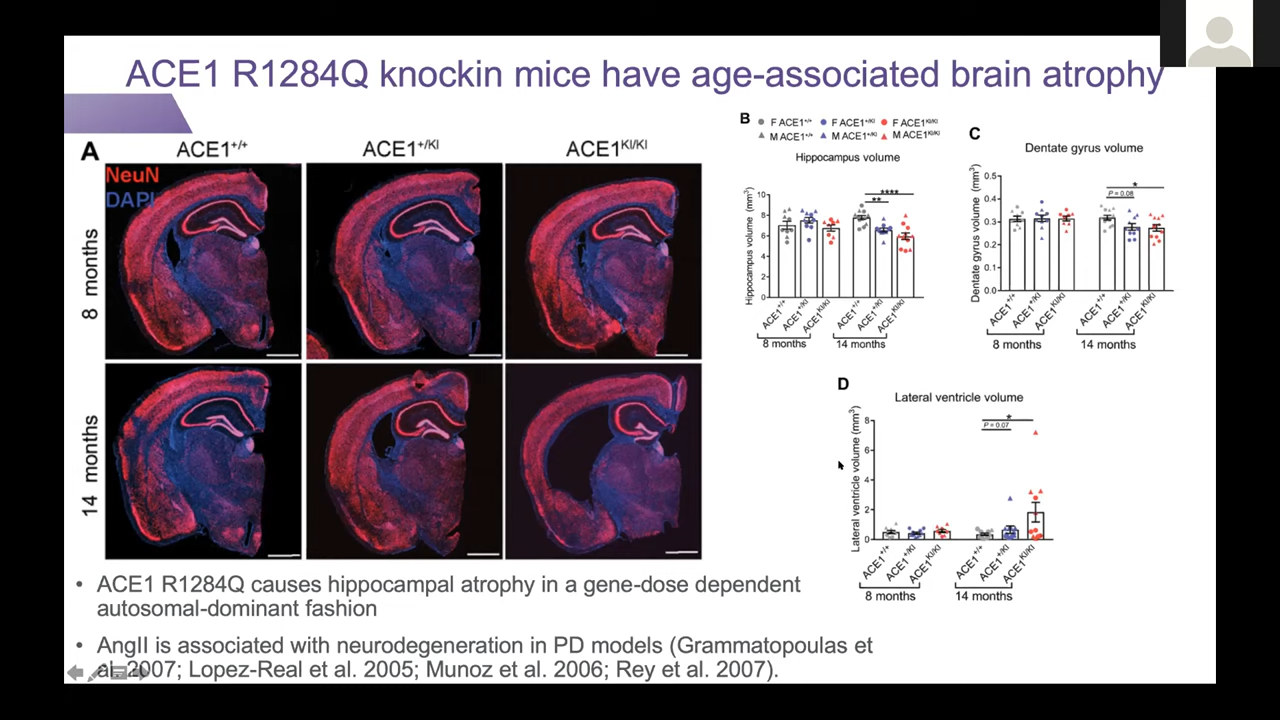 ACE1 R1284Q knockin mice have age-associated brain atrophy
A
ACE1+/+
ACE1+/KI
ACE1KI/KI
NeuN
DAPI
8 months
14 months
B
F ACE1+/+ F ACE1+/KI F ACE1KI/KI
M ACE1+/+ M ACE1+/KI M ACE1KI/KI
Hippocampus volume
Hippocampus volume (mm³)
10
8
6
4
2
0
**
****
ACE1+/+
ACE1+/KI
ACE1KI/KI
ACE1+/+
ACE1+/KI
ACE1KI/KI
8 months
14 months
C
Dentate gyrus volume
Dentate gyrus volume (mm³)
0.5
0.4
0.3
0.2
0.1
0.0
*
P = 0.08
ACE1+/+
ACE1+/KI
ACE1KI/KI
ACE1+/+
ACE1+/KI
ACE1KI/KI
8 months
14 months
D
Lateral ventricle volume
Lateral ventricle volume (mm³)
8
6
4
2
0
*
P = 0.07
ACE1+/+
ACE1+/KI
ACE1KI/KI
ACE1+/+
ACE1+/KI
ACE1KI/KI
8 months
14 months
• ACE1 R1284Q causes hippocampal atrophy in a gene-dose dependent
autosomal-dominant fashion
• AngII is associated with neurodegeneration in PD models (Grammatopoulas et
al. 2007; Lopez-Real et al. 2005; Munoz et al. 2006; Rey et al. 2007).